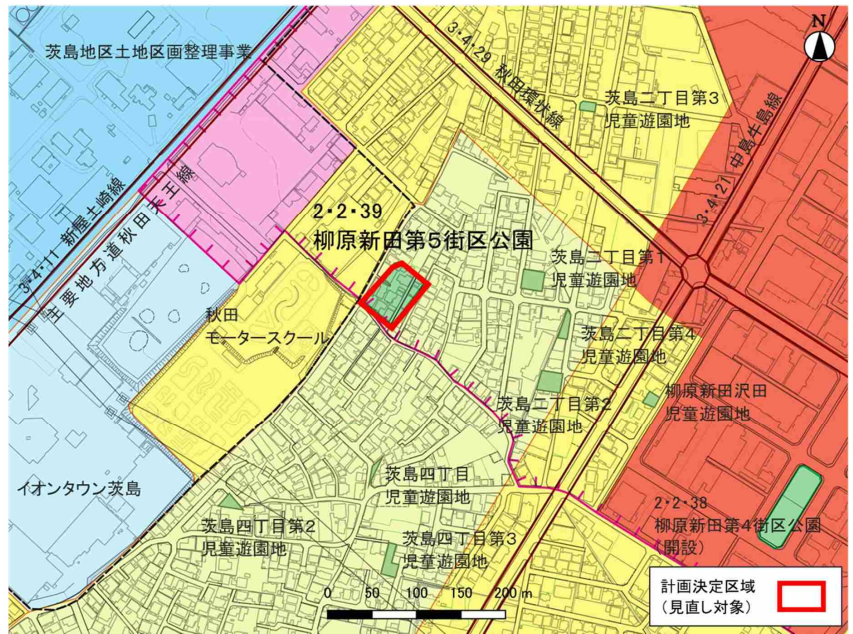 茨島地区土地区画整理事業
N
3・4・29 秋田環状線
茨島二丁目第3
児童遊園地
3・4・21 中島牛島線
3・4・11 新屋土崎線
主要地方道秋田天王線
2・2・39
柳原新田第5街区公園
茨島二丁目第1
児童遊園地
秋田
モータースクール
茨島二丁目第4
児童遊園地
柳原新田沢田
児童遊園地
茨島二丁目第2
児童遊園地
イオンタウン茨島
茨島四丁目
児童遊園地
2・2・38
柳原新田第4街区公園
(開設)
茨島四丁目第2
児童遊園地
茨島四丁目第3
児童遊園地
0 50 100 150 200 m
計画決定区域
(見直し対象)